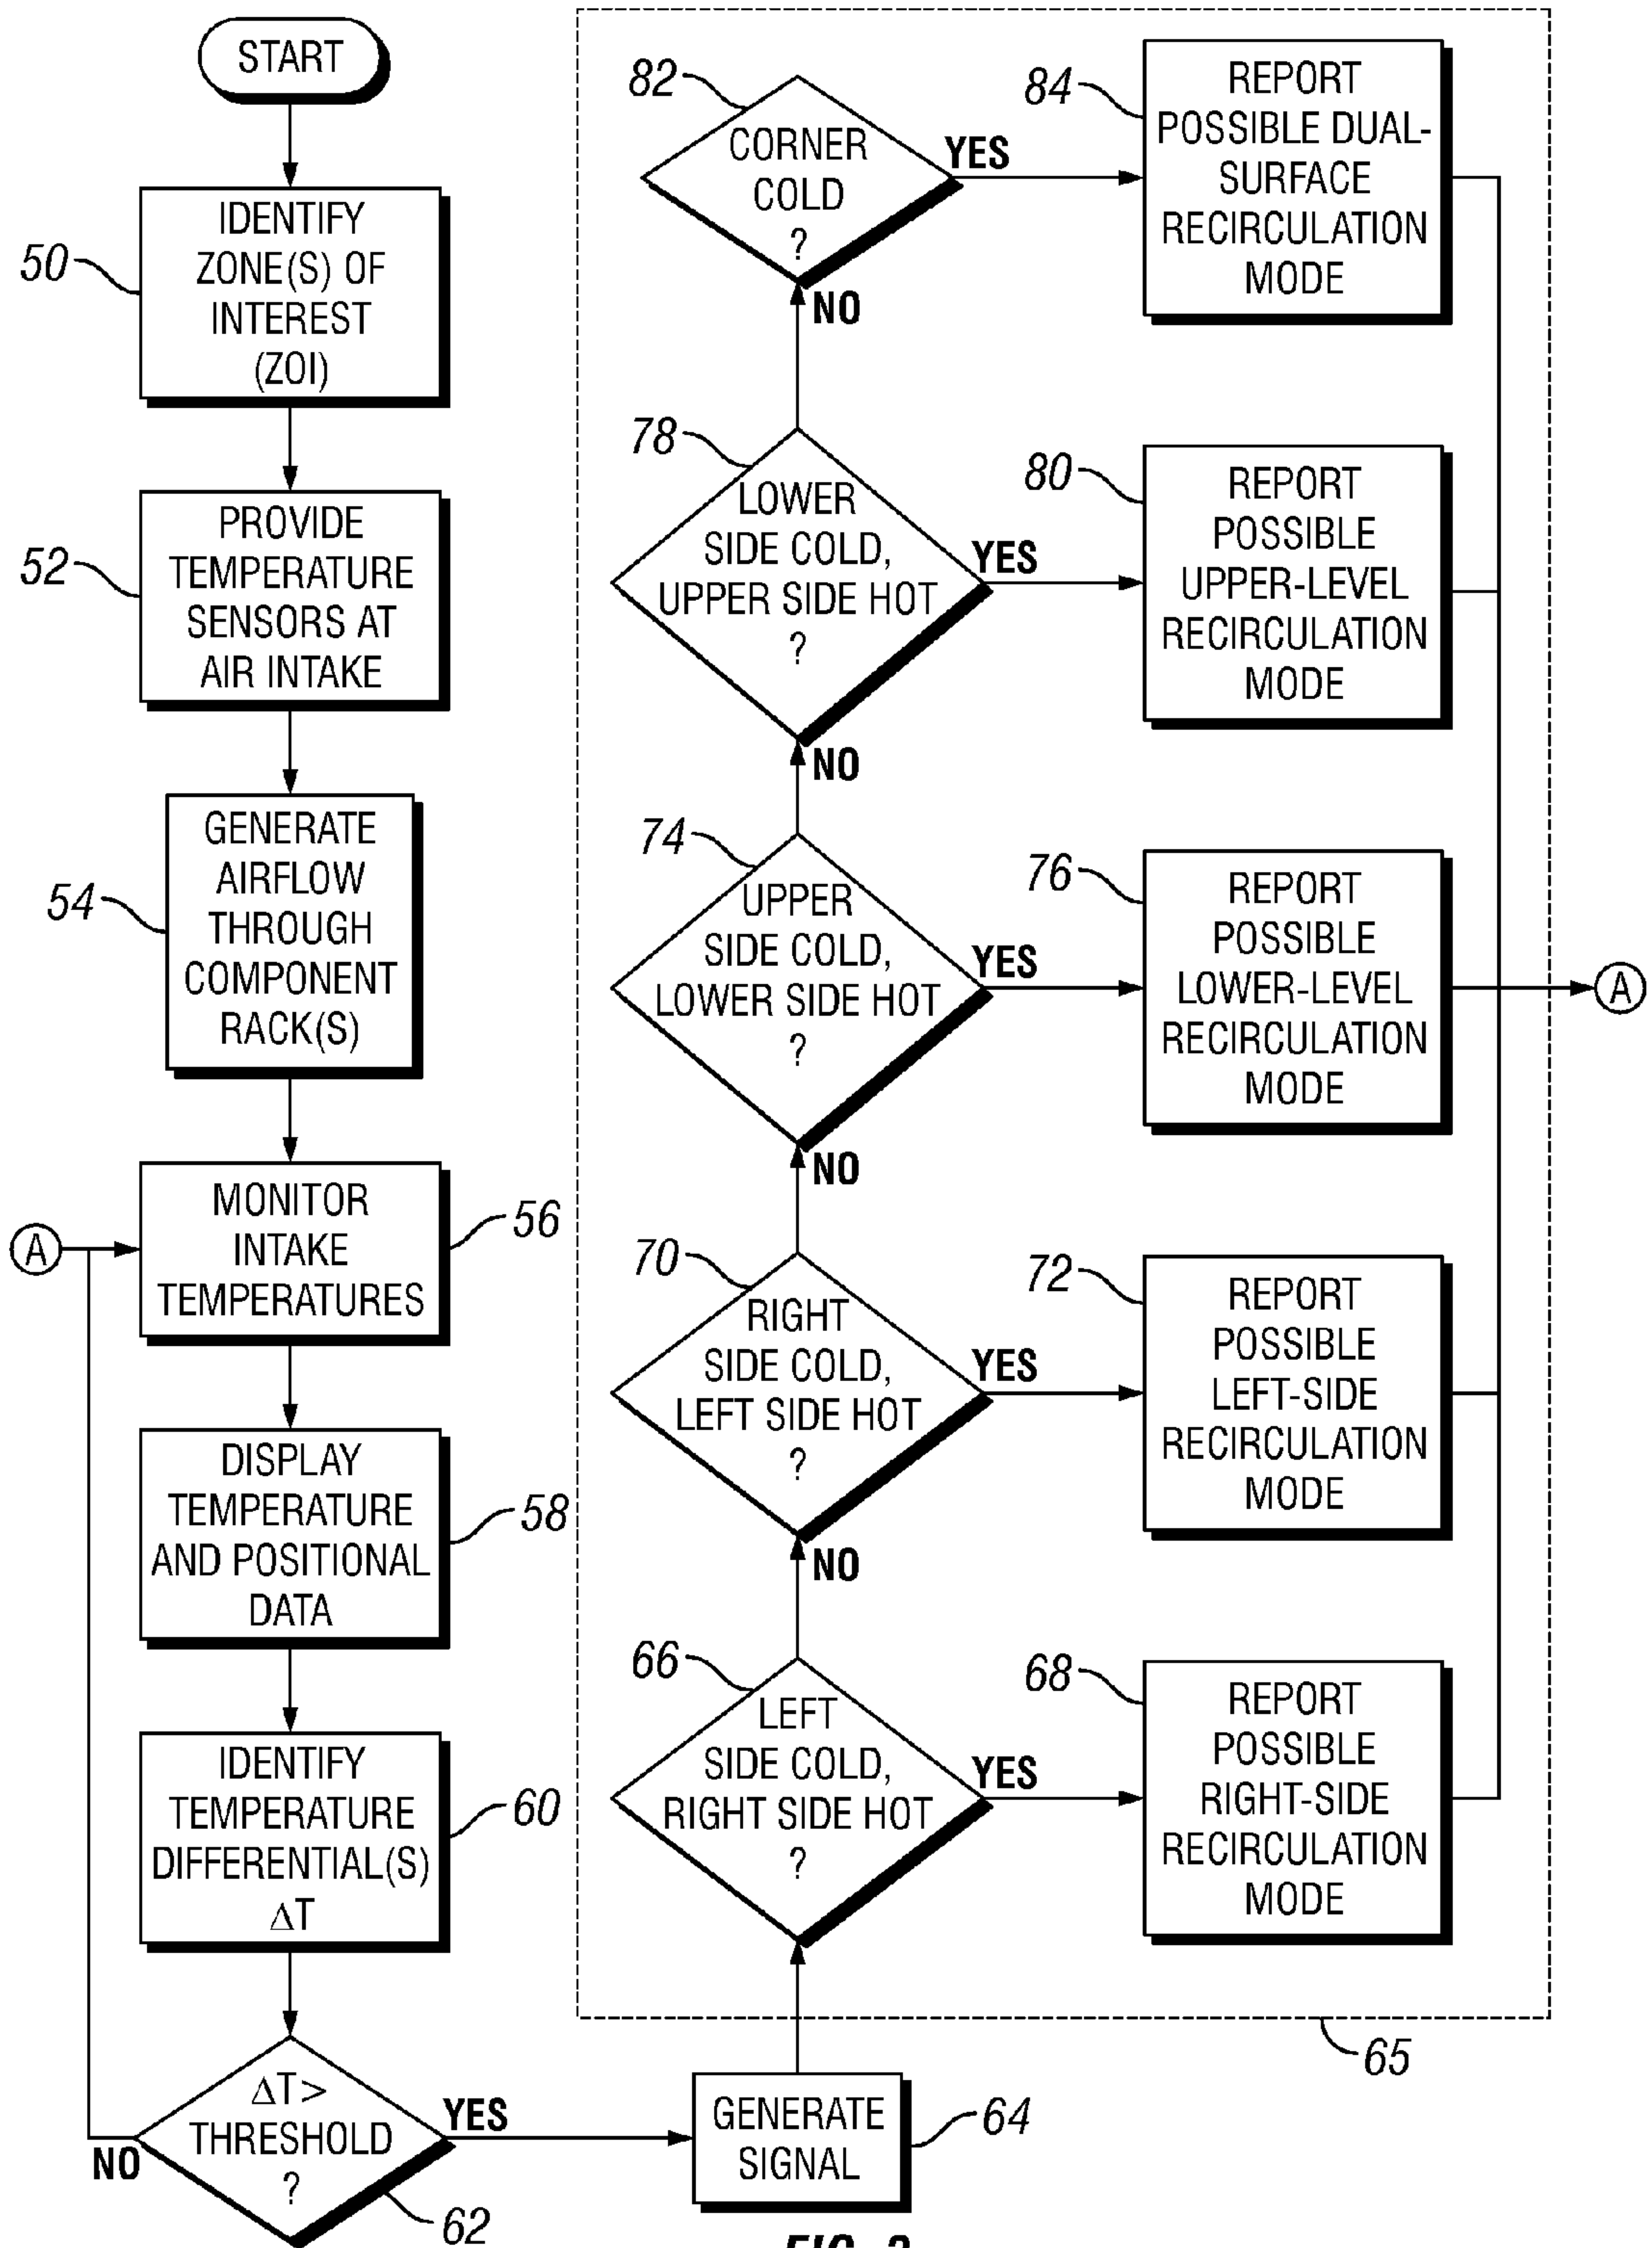 START
50
IDENTIFY
ZONE(S) OF
INTEREST
(ZOI)
52
PROVIDE
TEMPERATURE
SENSORS AT
AIR INTAKE
54
GENERATE
AIRFLOW
THROUGH
COMPONENT
RACK(S)
A
MONITOR
INTAKE
TEMPERATURES
56
DISPLAY
TEMPERATURE
AND POSITIONAL
DATA
58
IDENTIFY
TEMPERATURE
DIFFERENTIAL(S)
ΔT
60
ΔT>
THRESHOLD
?
62
NO
YES
GENERATE
SIGNAL
64
65
66
LEFT
SIDE COLD,
RIGHT SIDE HOT
?
YES
68
REPORT
POSSIBLE
RIGHT-SIDE
RECIRCULATION
MODE
NO
70
RIGHT
SIDE COLD,
LEFT SIDE HOT
?
YES
72
REPORT
POSSIBLE
LEFT-SIDE
RECIRCULATION
MODE
NO
74
UPPER
SIDE COLD,
LOWER SIDE HOT
?
YES
76
REPORT
POSSIBLE
LOWER-LEVEL
RECIRCULATION
MODE
A
NO
78
LOWER
SIDE COLD,
UPPER SIDE HOT
?
YES
80
REPORT
POSSIBLE
UPPER-LEVEL
RECIRCULATION
MODE
NO
82
CORNER
COLD
?
YES
84
REPORT
POSSIBLE DUAL-
SURFACE
RECIRCULATION
MODE